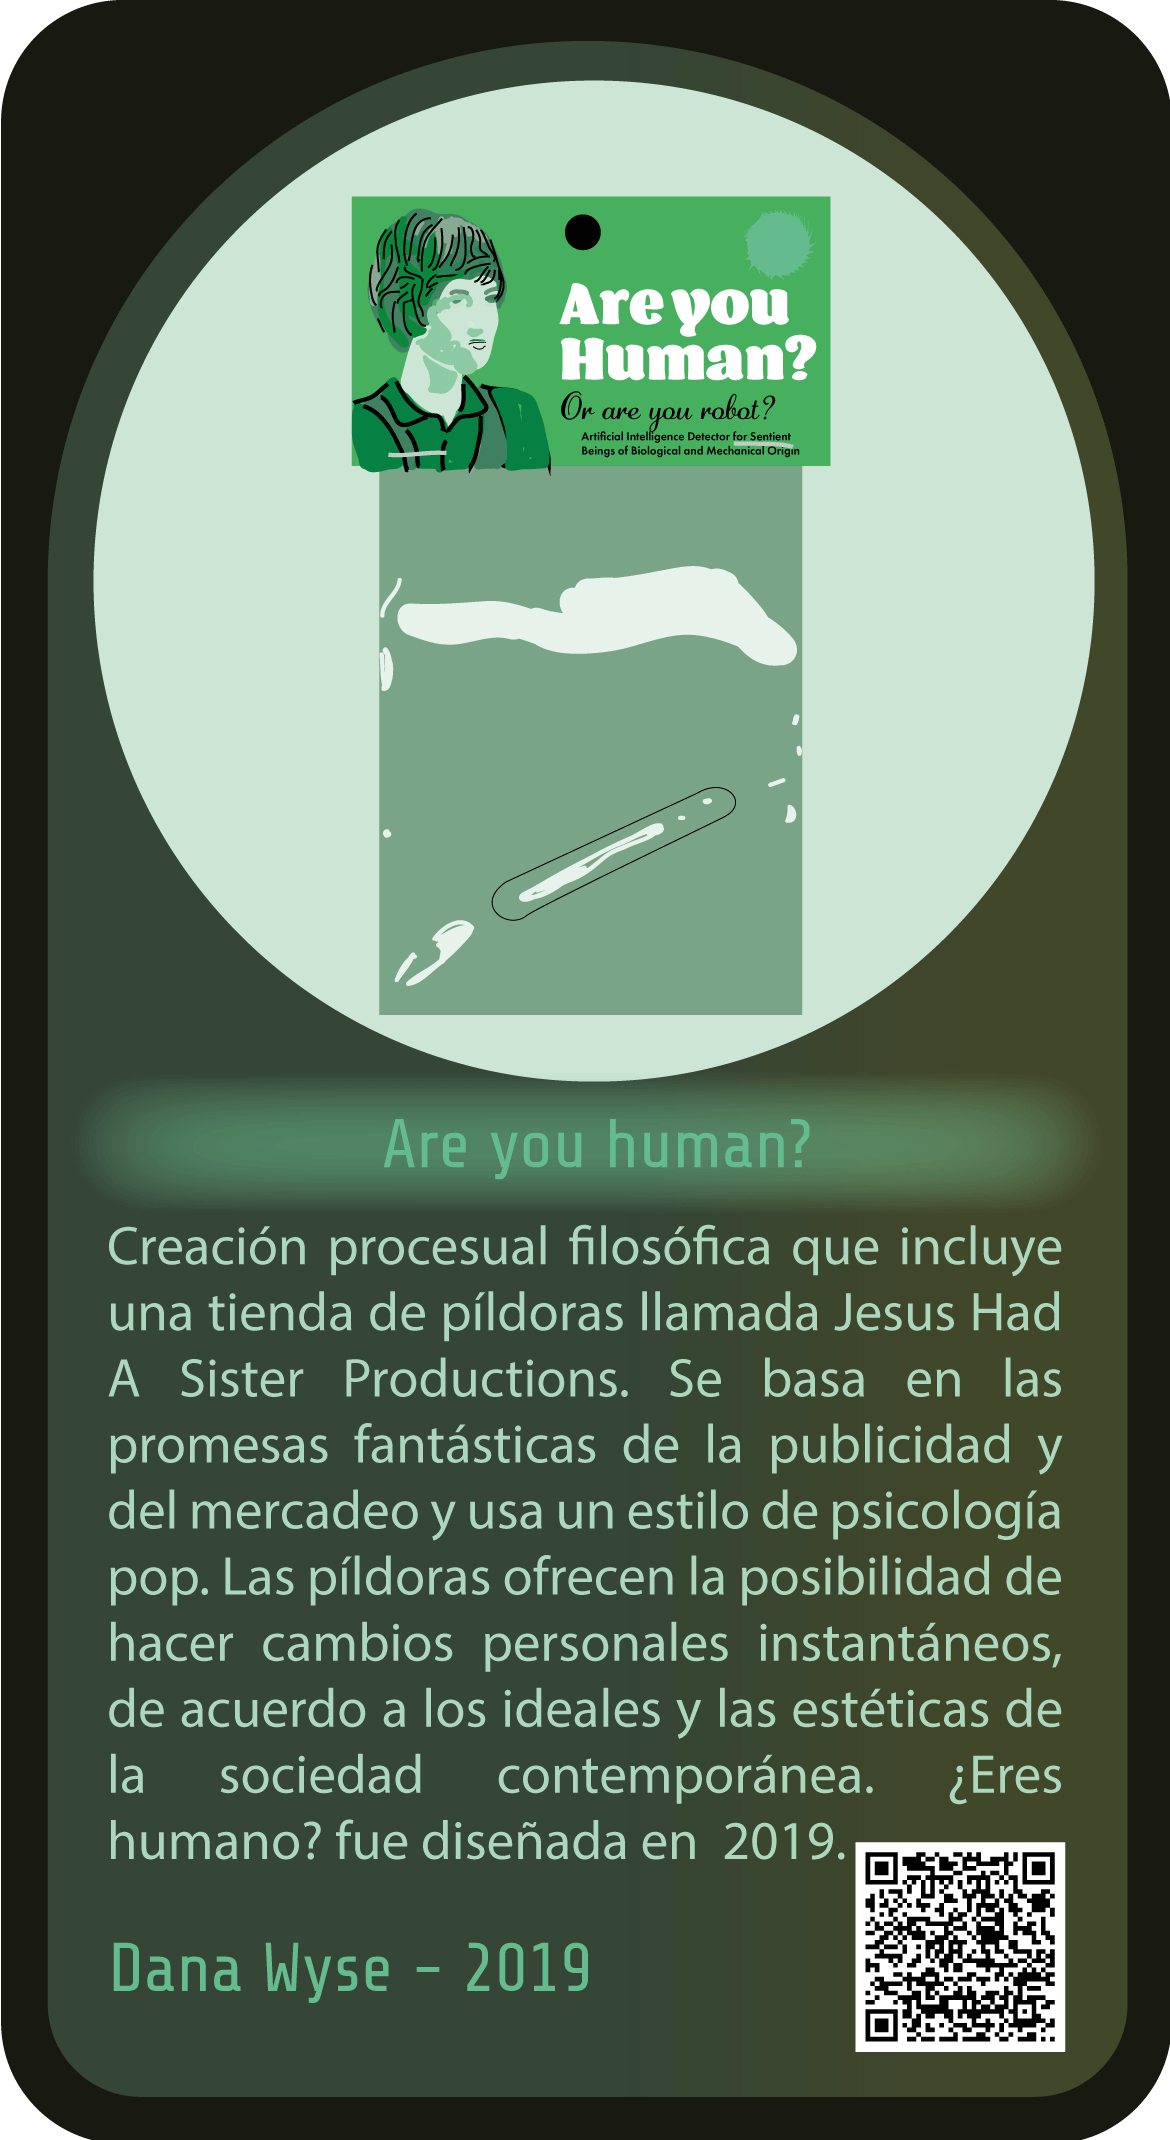 Are you
Human?
Or are you robot?
Artificial Intelligence Detector for Sentient
Beings of Biological and Mechanical Origin
Are you human?
Creación procesual filosófica que incluye
una tienda de píldoras llamada Jesus Had
A Sister Productions. Se basa en las
promesas fantásticas de la publicidad y
del mercadeo y usa un estilo de psicología
pop. Las píldoras ofrecen la posibilidad de
hacer cambios personales instantáneos,
de acuerdo a los ideales y las estéticas de
la sociedad contemporánea. ¿Eres
humano? fue diseñada en 2019.
Dana Wyse - 2019